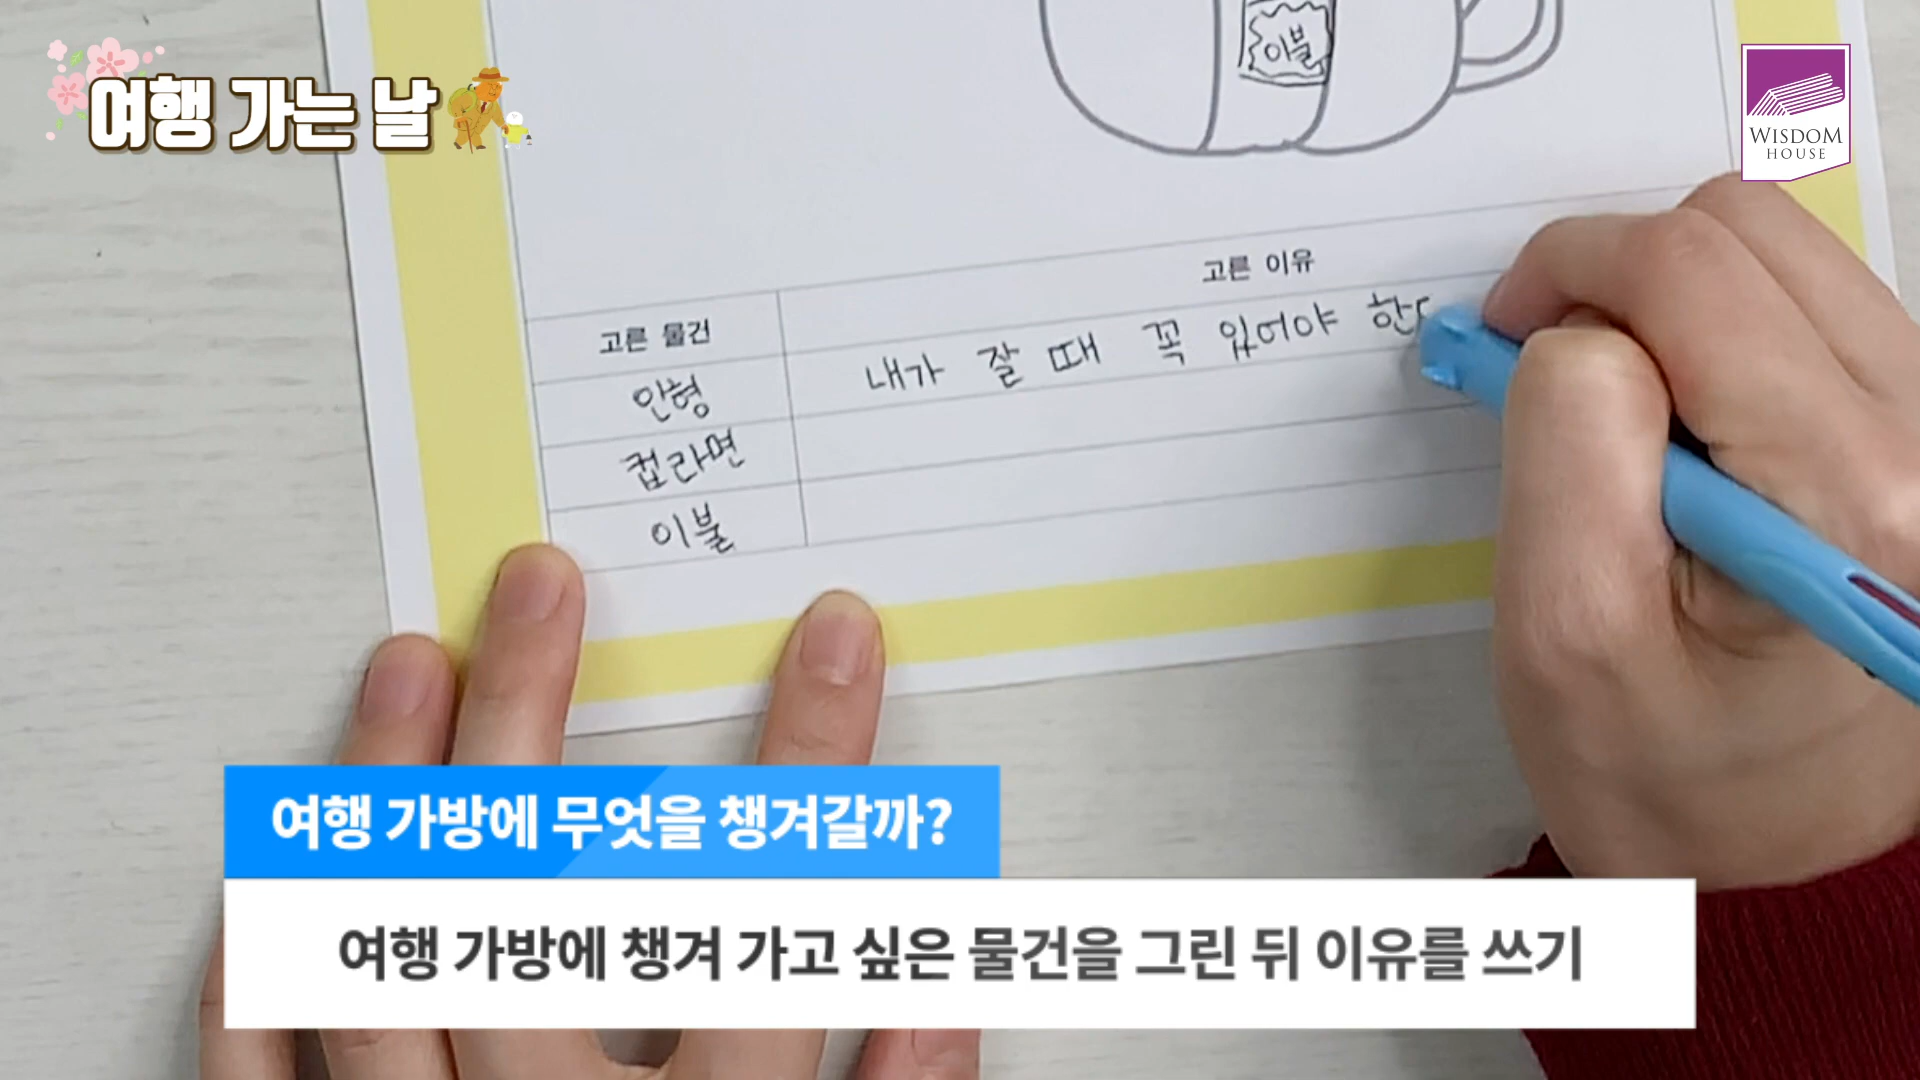 여행 가는 날
WISDOM
HOUSE
이불
고른 물건
고른 이유
인형
내가 잘 때 꼭 있어야 한
컵라면
이불
여행 가방에 무엇을 챙겨갈까?
여행 가방에 챙겨 가고 싶은 물건을 그린 뒤 이유를 쓰기